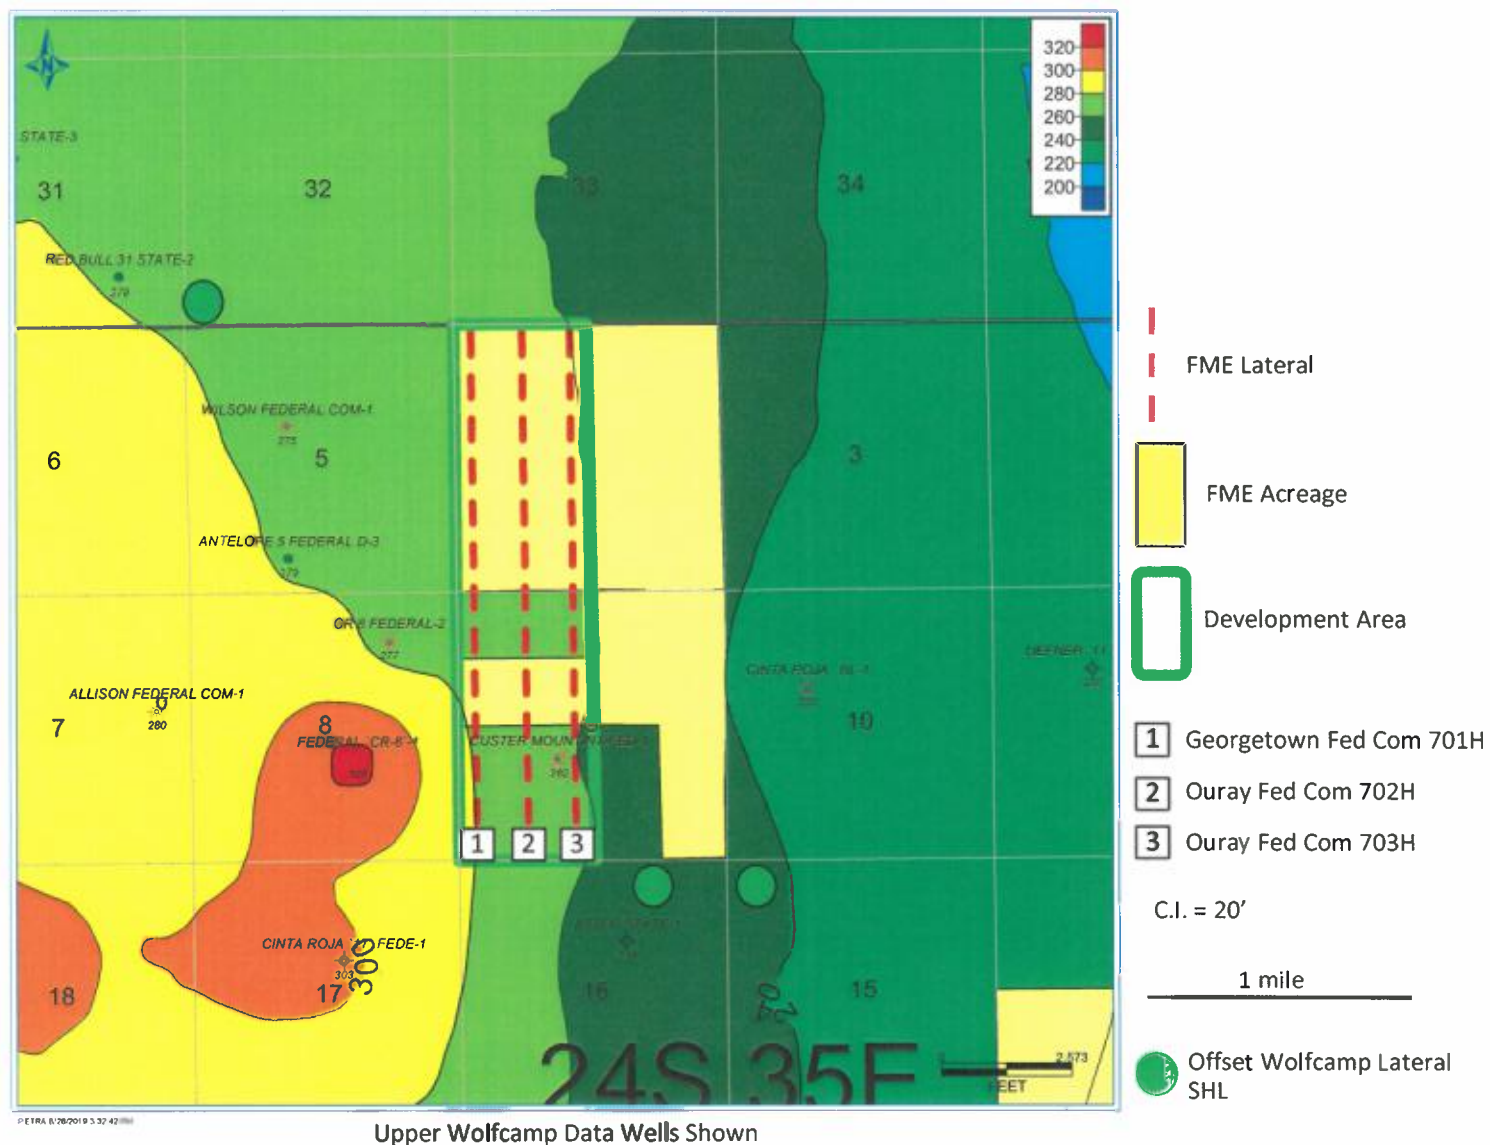 N
320
300
280
260
240
220
200
STATE-3
31
32
33
34
RED BULL 31 STATE-2
279
WILSON FEDERAL COM-1
275
6
5
3
ANTELOPE 5 FEDERAL D-3
279
CR 8 FEDERAL-2
277
ALLISON FEDERAL COM-1
280
7
8
FEDERAL 'CR-8'-1
CUSTER MOUNTAIN
10
1
2
3
CINTA ROJA '17' FEDE-1
303
300
18
17
16
15
24S 35E
2,573
FEET
FME Lateral
FME Acreage
Development Area
1 Georgetown Fed Com 701H
2 Ouray Fed Com 702H
3 Ouray Fed Com 703H
C.I. = 20'
1 mile
Offset Wolfcamp Lateral
SHL
Upper Wolfcamp Data Wells Shown